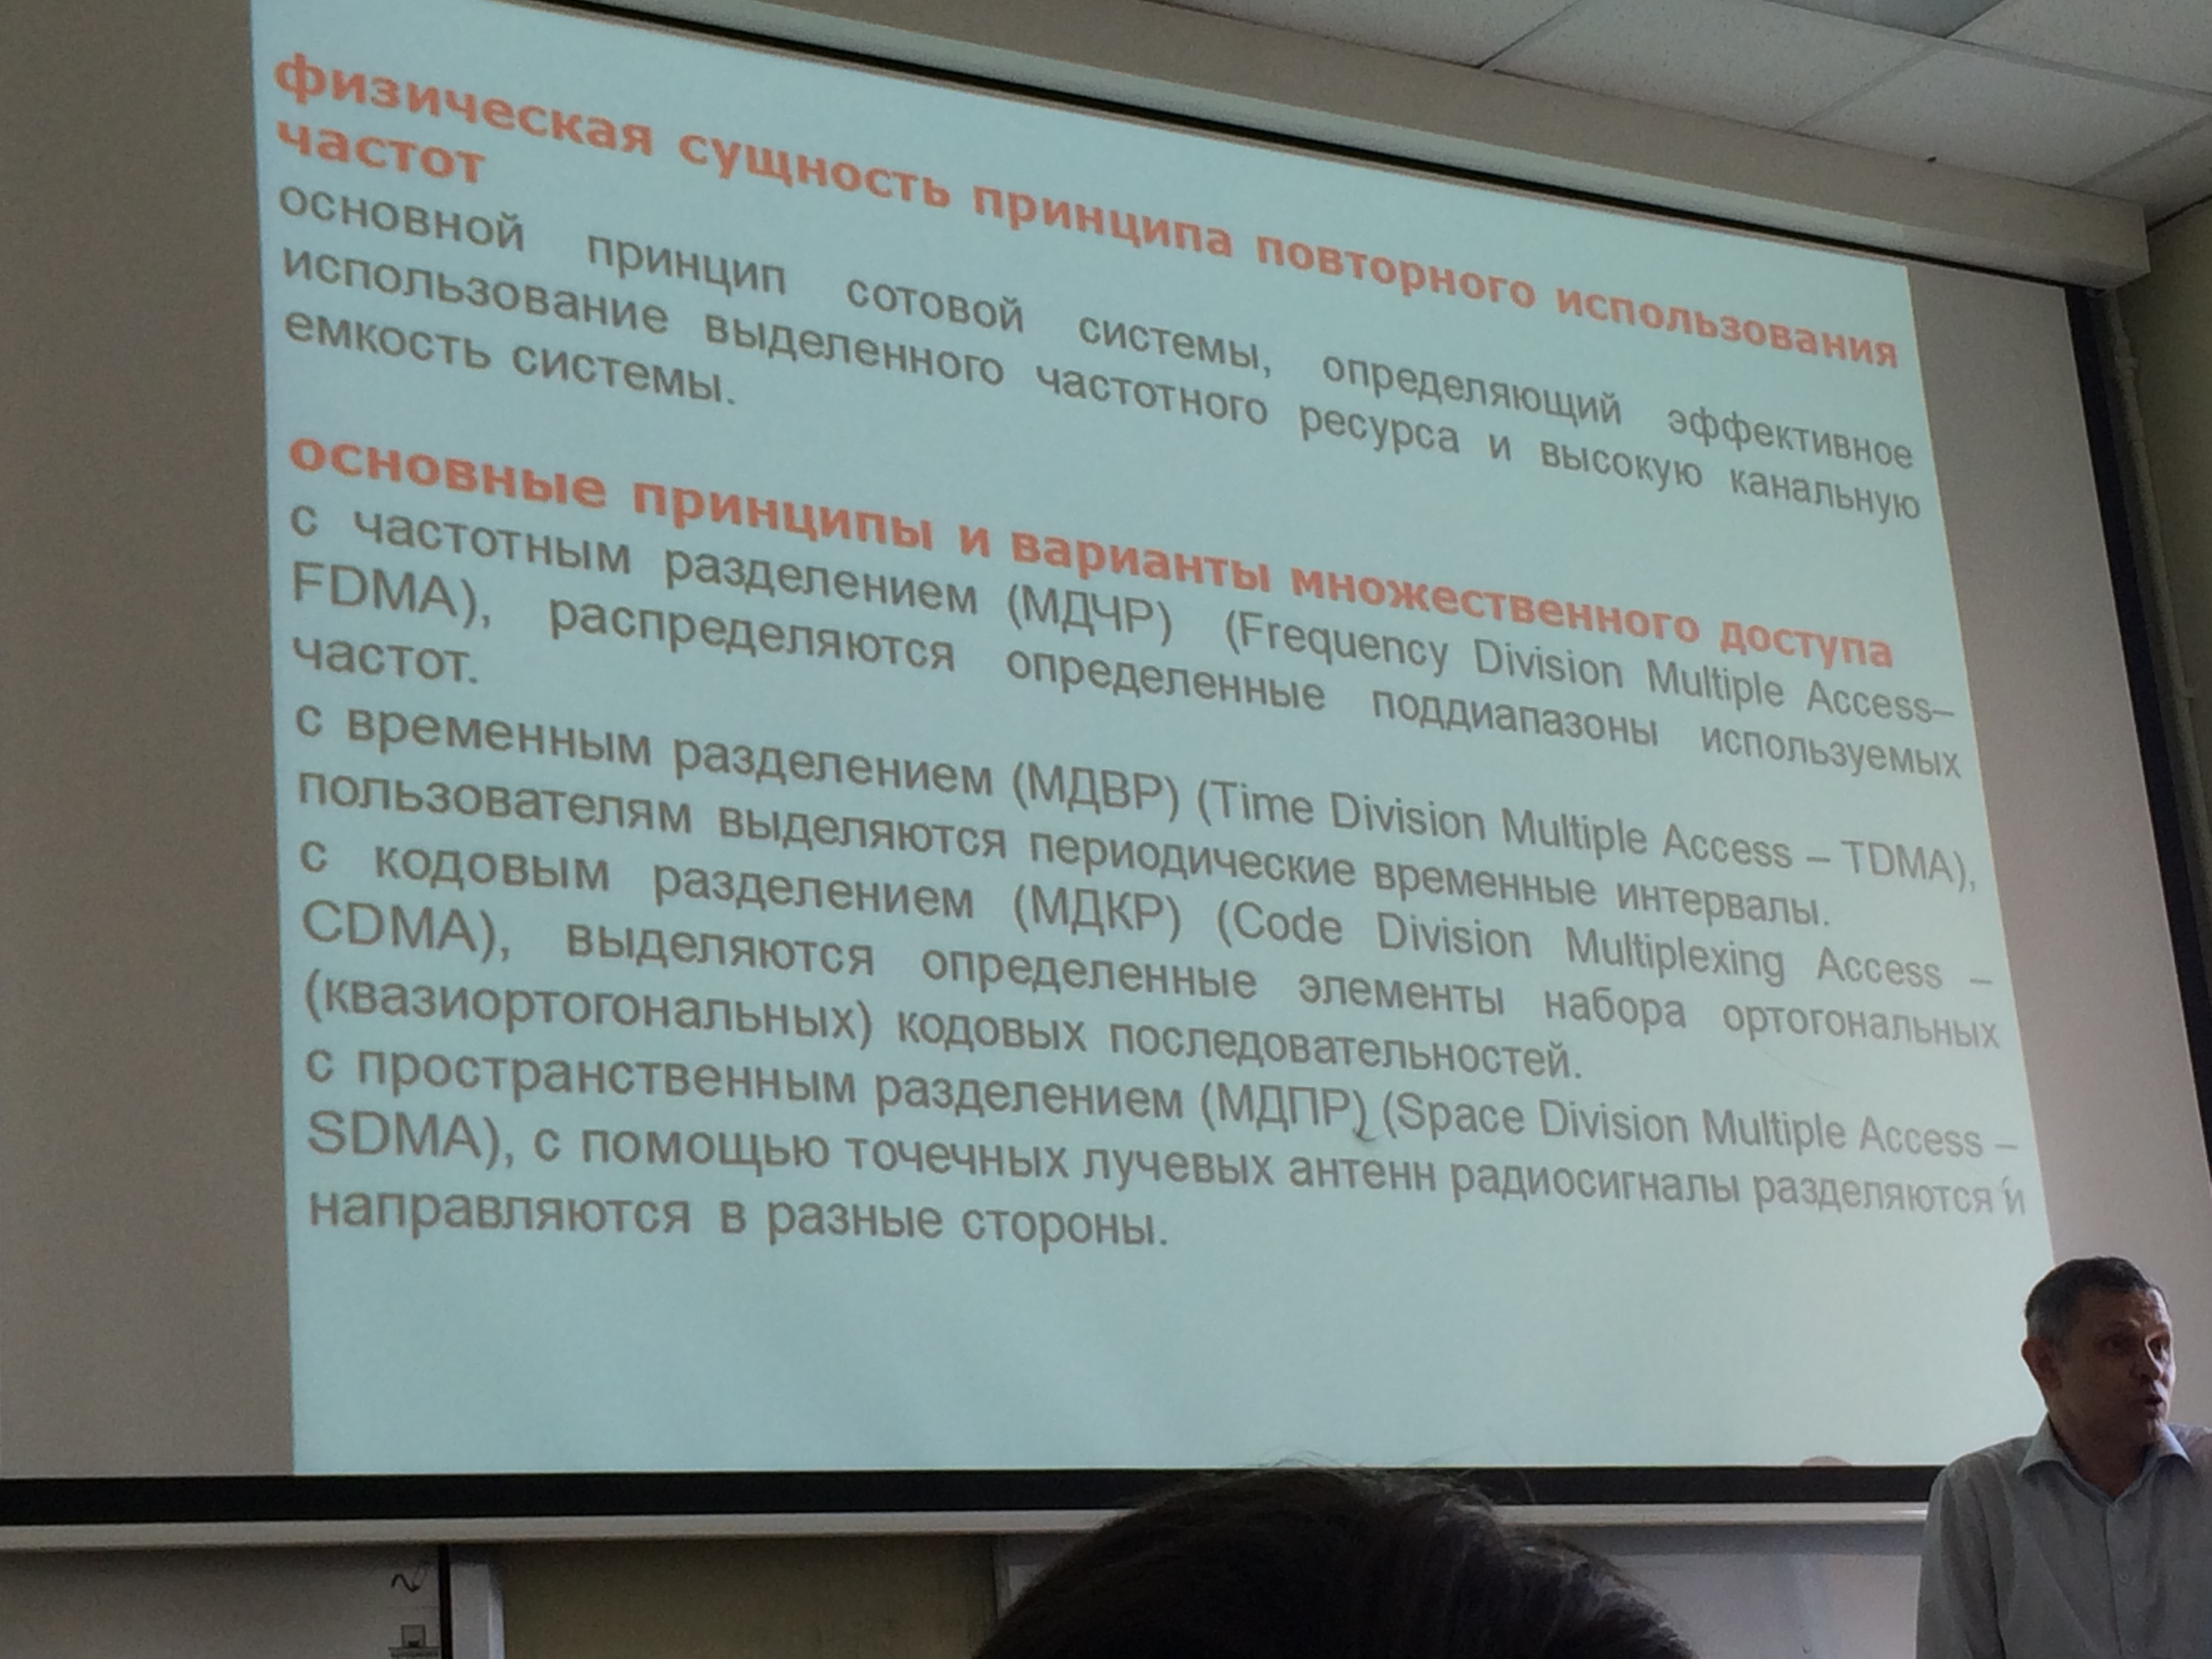 физическая сущность принципа повторного использования
частот
основной принцип сотовой системы, определяющий эффективное
использование выделенного частотного ресурса и высокую канальную
емкость системы.
основные принципы и варианты множественного доступа
с частотным разделением (МДЧР) (Frequency Division Multiple Access–
FDMA), распределяются определенные поддиапазоны используемых
частот.
с временным разделением (МДВР) (Time Division Multiple Access – TDMA),
пользователям выделяются периодические временные интервалы.
с кодовым разделением (МДКР) (Code Division Multiplexing Access –
CDMA), выделяются определенные элементы набора ортогональных
(квазиортогональных) кодовых последовательностей.
с пространственным разделением (МДПР) (Space Division Multiple Access –
SDMA), с помощью точечных лучевых антенн радиосигналы разделяются и
направляются в разные стороны.